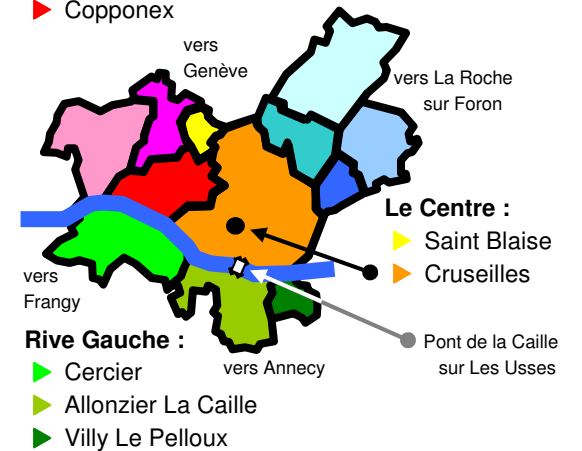 Copponex
vers
Genève
vers La Roche
sur Foron
Le Centre :
Saint Blaise
Cruseilles
vers
Frangy
Rive Gauche :
Cercier
Allonzier La Caille
Villy Le Pelloux
vers Annecy
Pont de la Caille
sur Les Usses